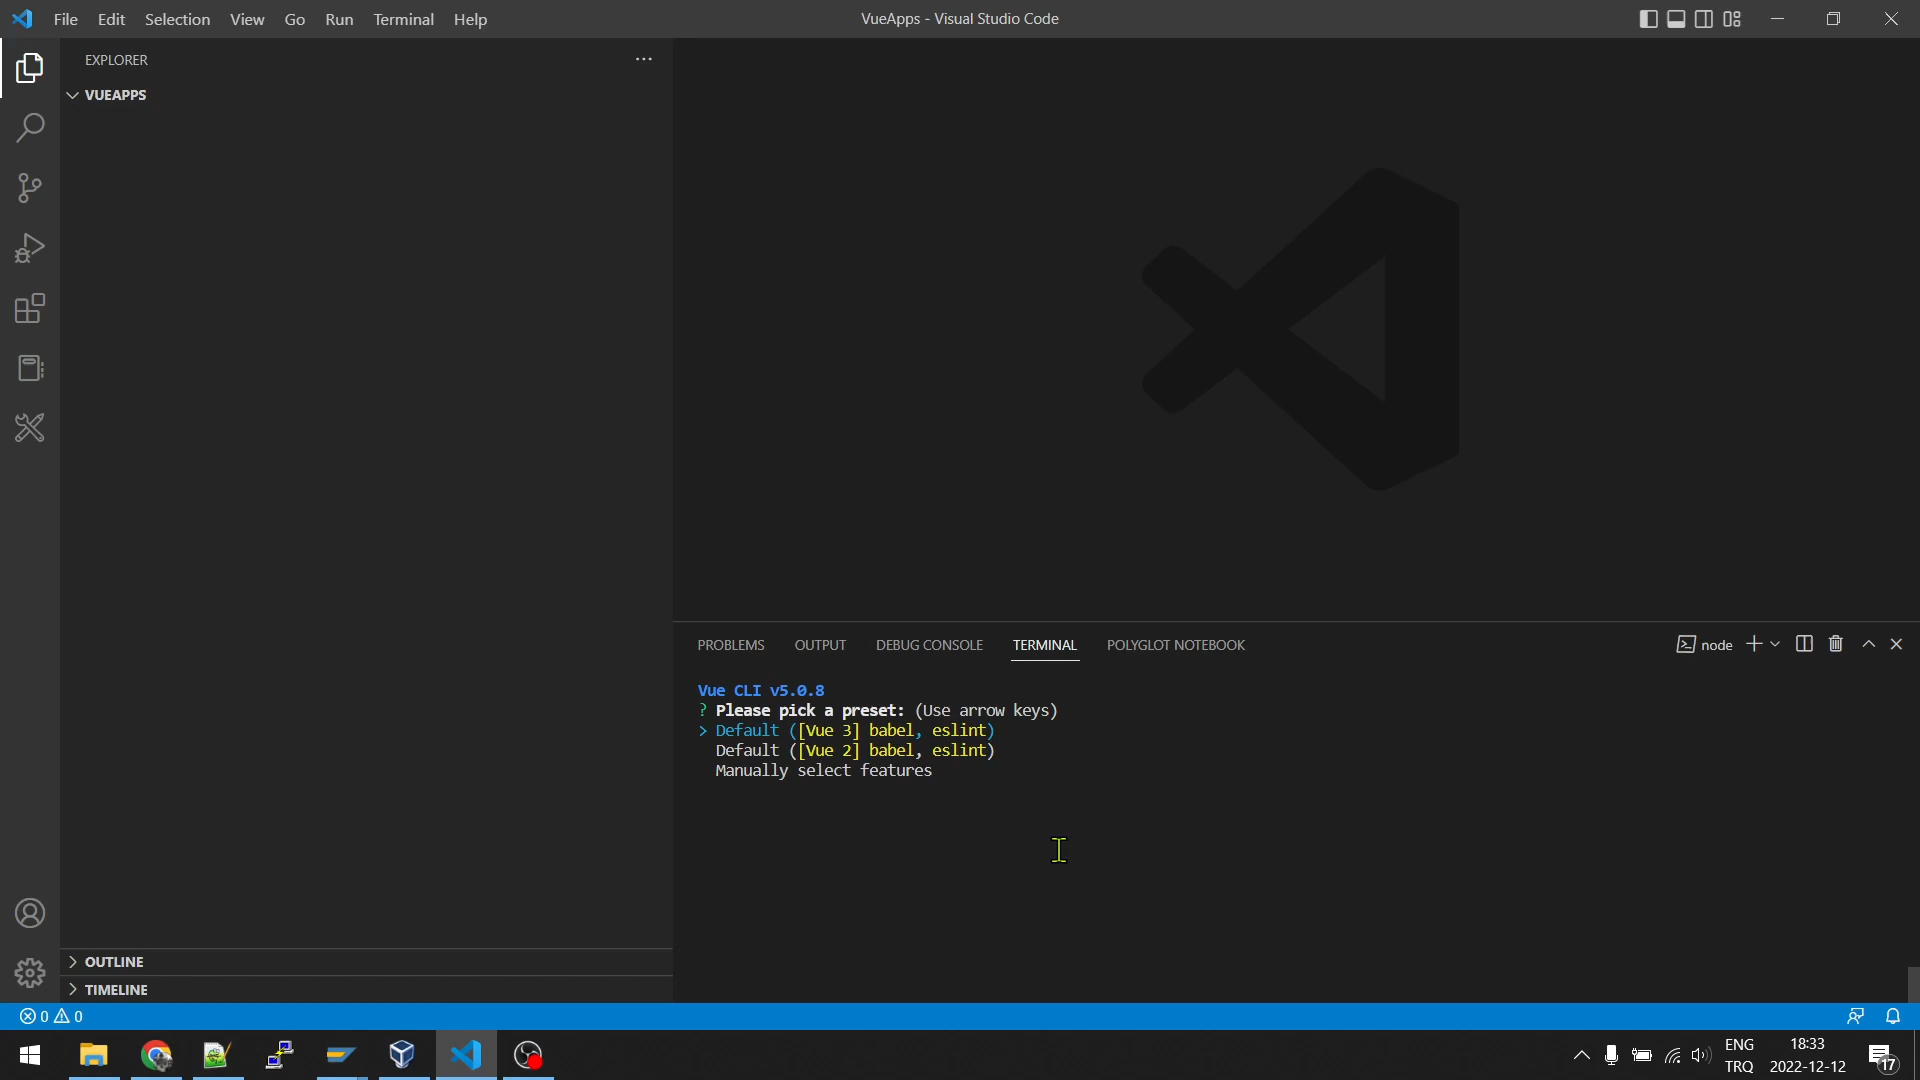 File Edit Selection View Go Run Terminal Help
VueApps - Visual Studio Code
EXPLORER
VUEAPPS
PROBLEMS OUTPUT DEBUG CONSOLE TERMINAL POLYGLOT NOTEBOOK
node
Vue CLI v5.0.8
? Please pick a preset: (Use arrow keys)
> Default ([Vue 3] babel, eslint)
Default ([Vue 2] babel, eslint)
Manually select features
OUTLINE
TIMELINE
0 0
ENG 18:33
TRQ 2022-12-12
17